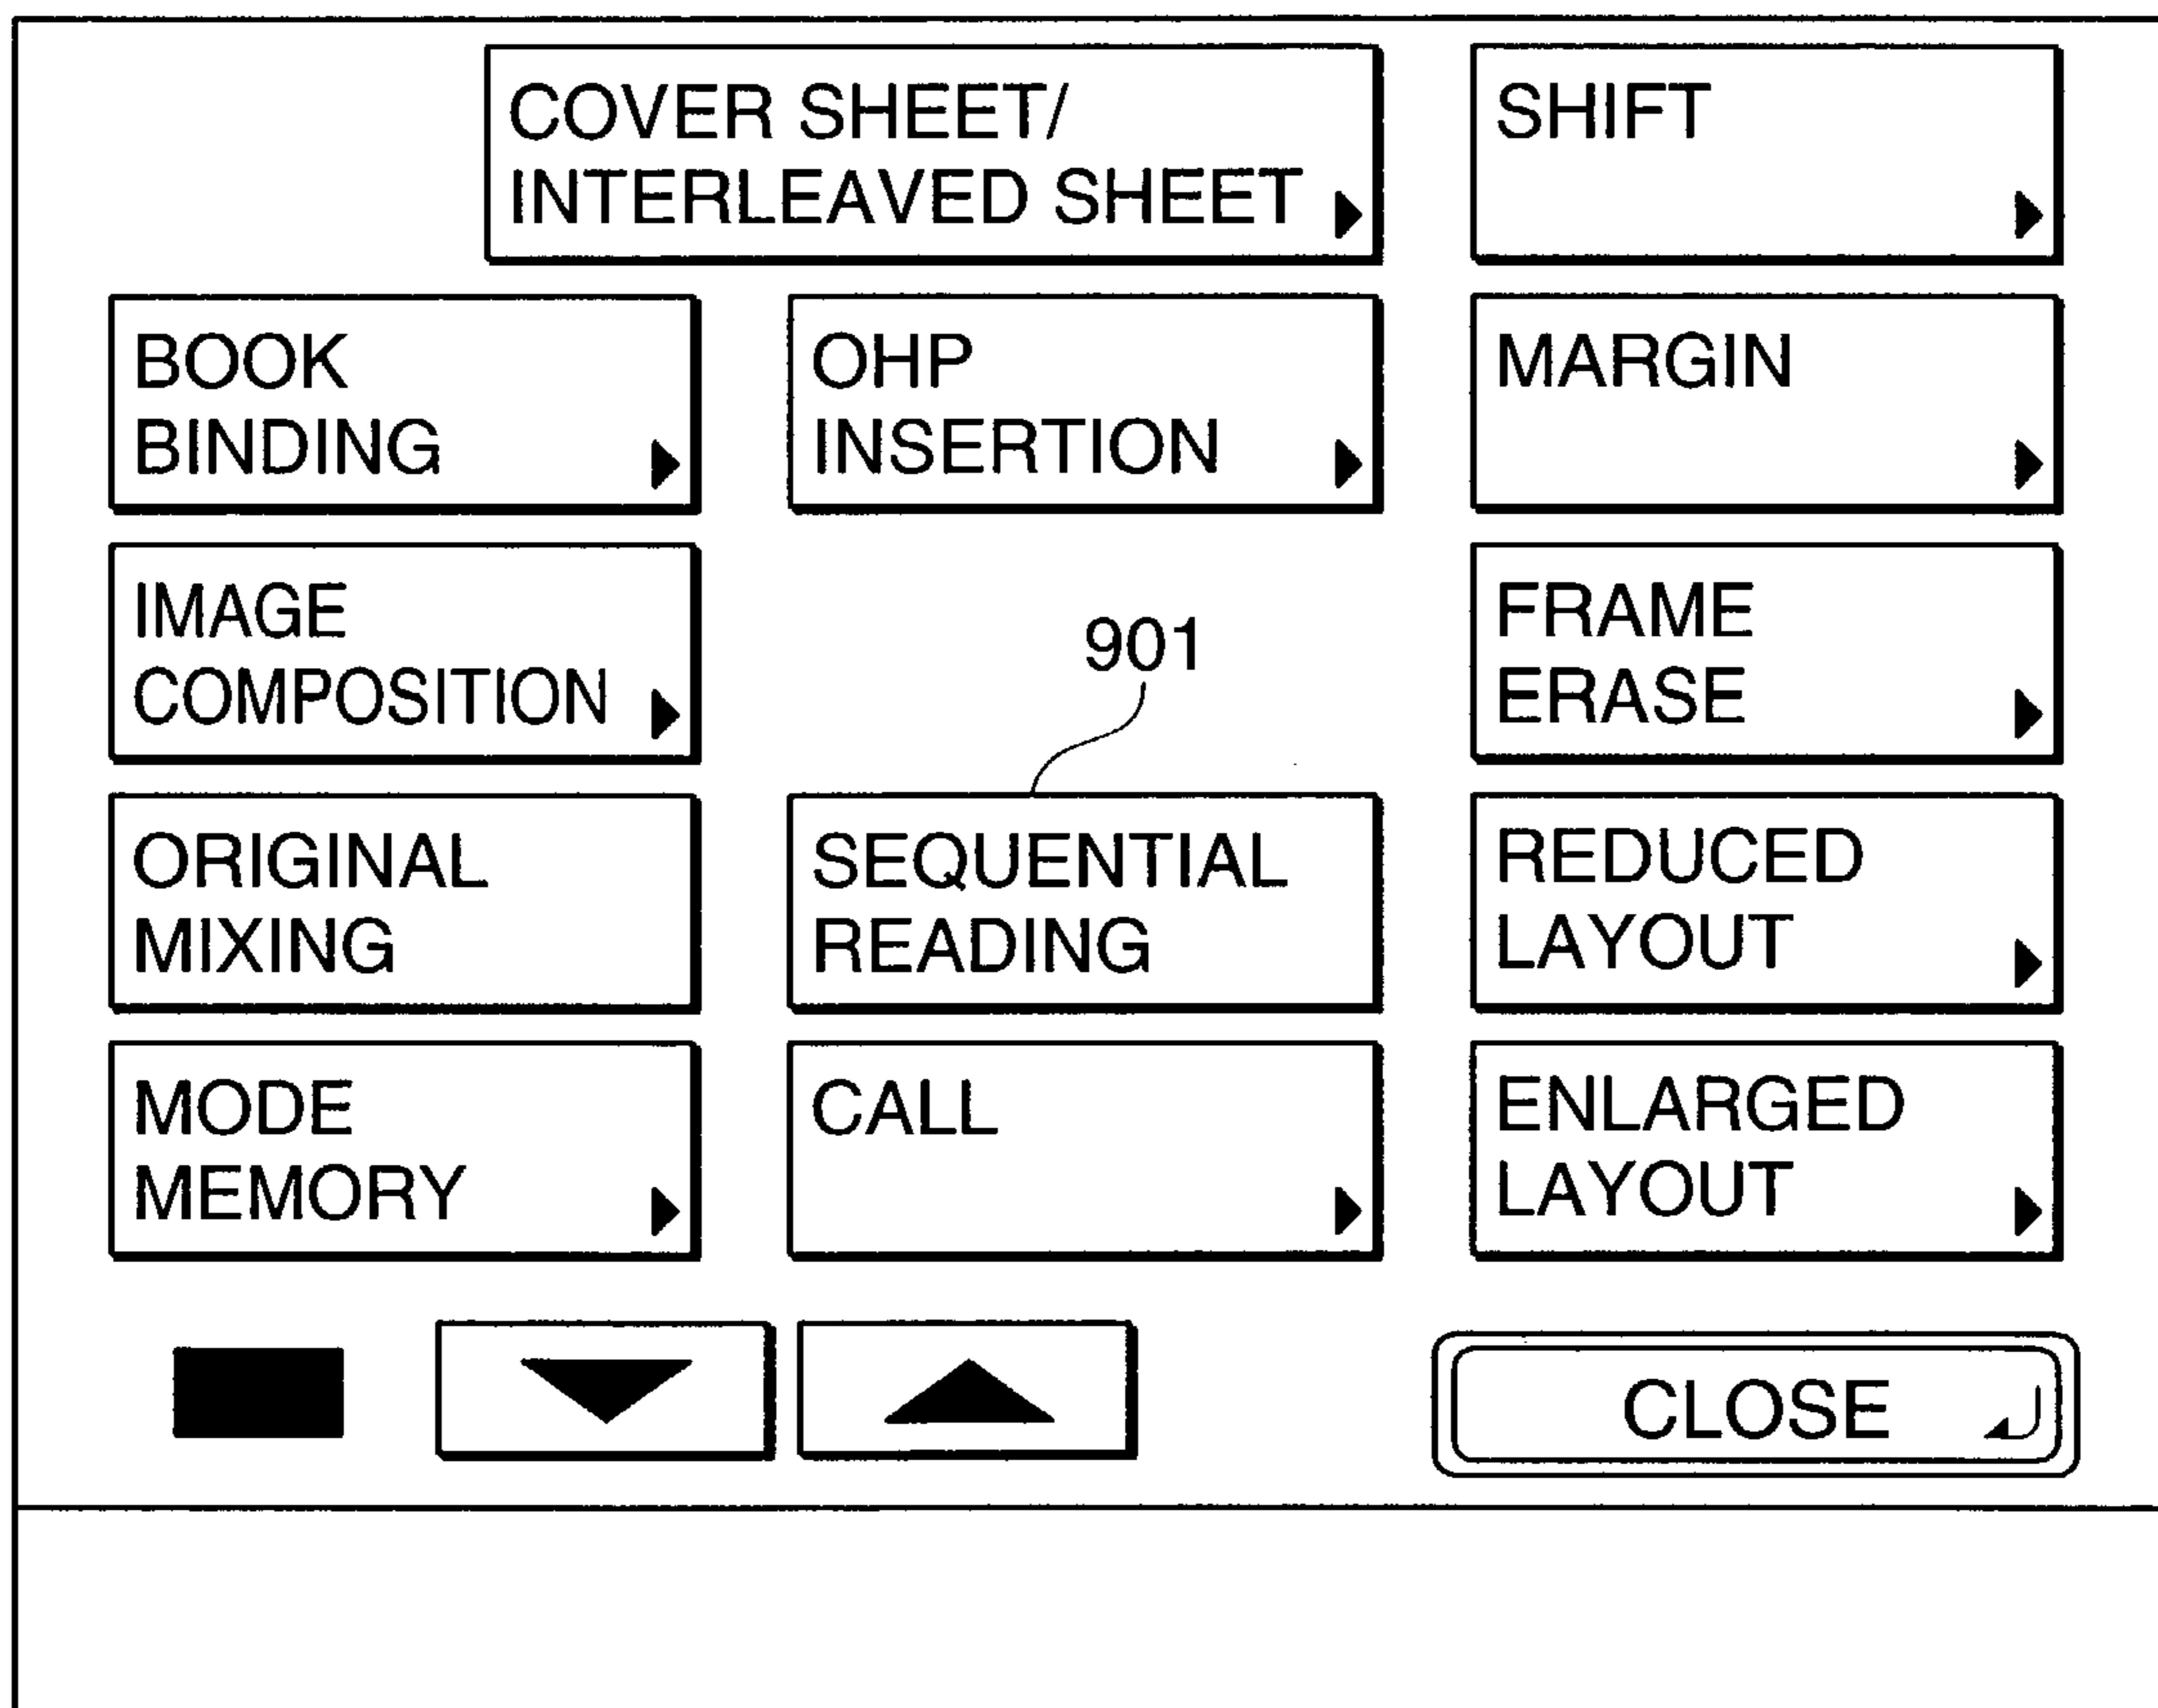 COVER SHEET/
INTERLEAVED SHEET
SHIFT
BOOK
BINDING
OHP
INSERTION
MARGIN
IMAGE
COMPOSITION
901
FRAME
ERASE
ORIGINAL
MIXING
SEQUENTIAL
READING
REDUCED
LAYOUT
MODE
MEMORY
CALL
ENLARGED
LAYOUT
CLOSE